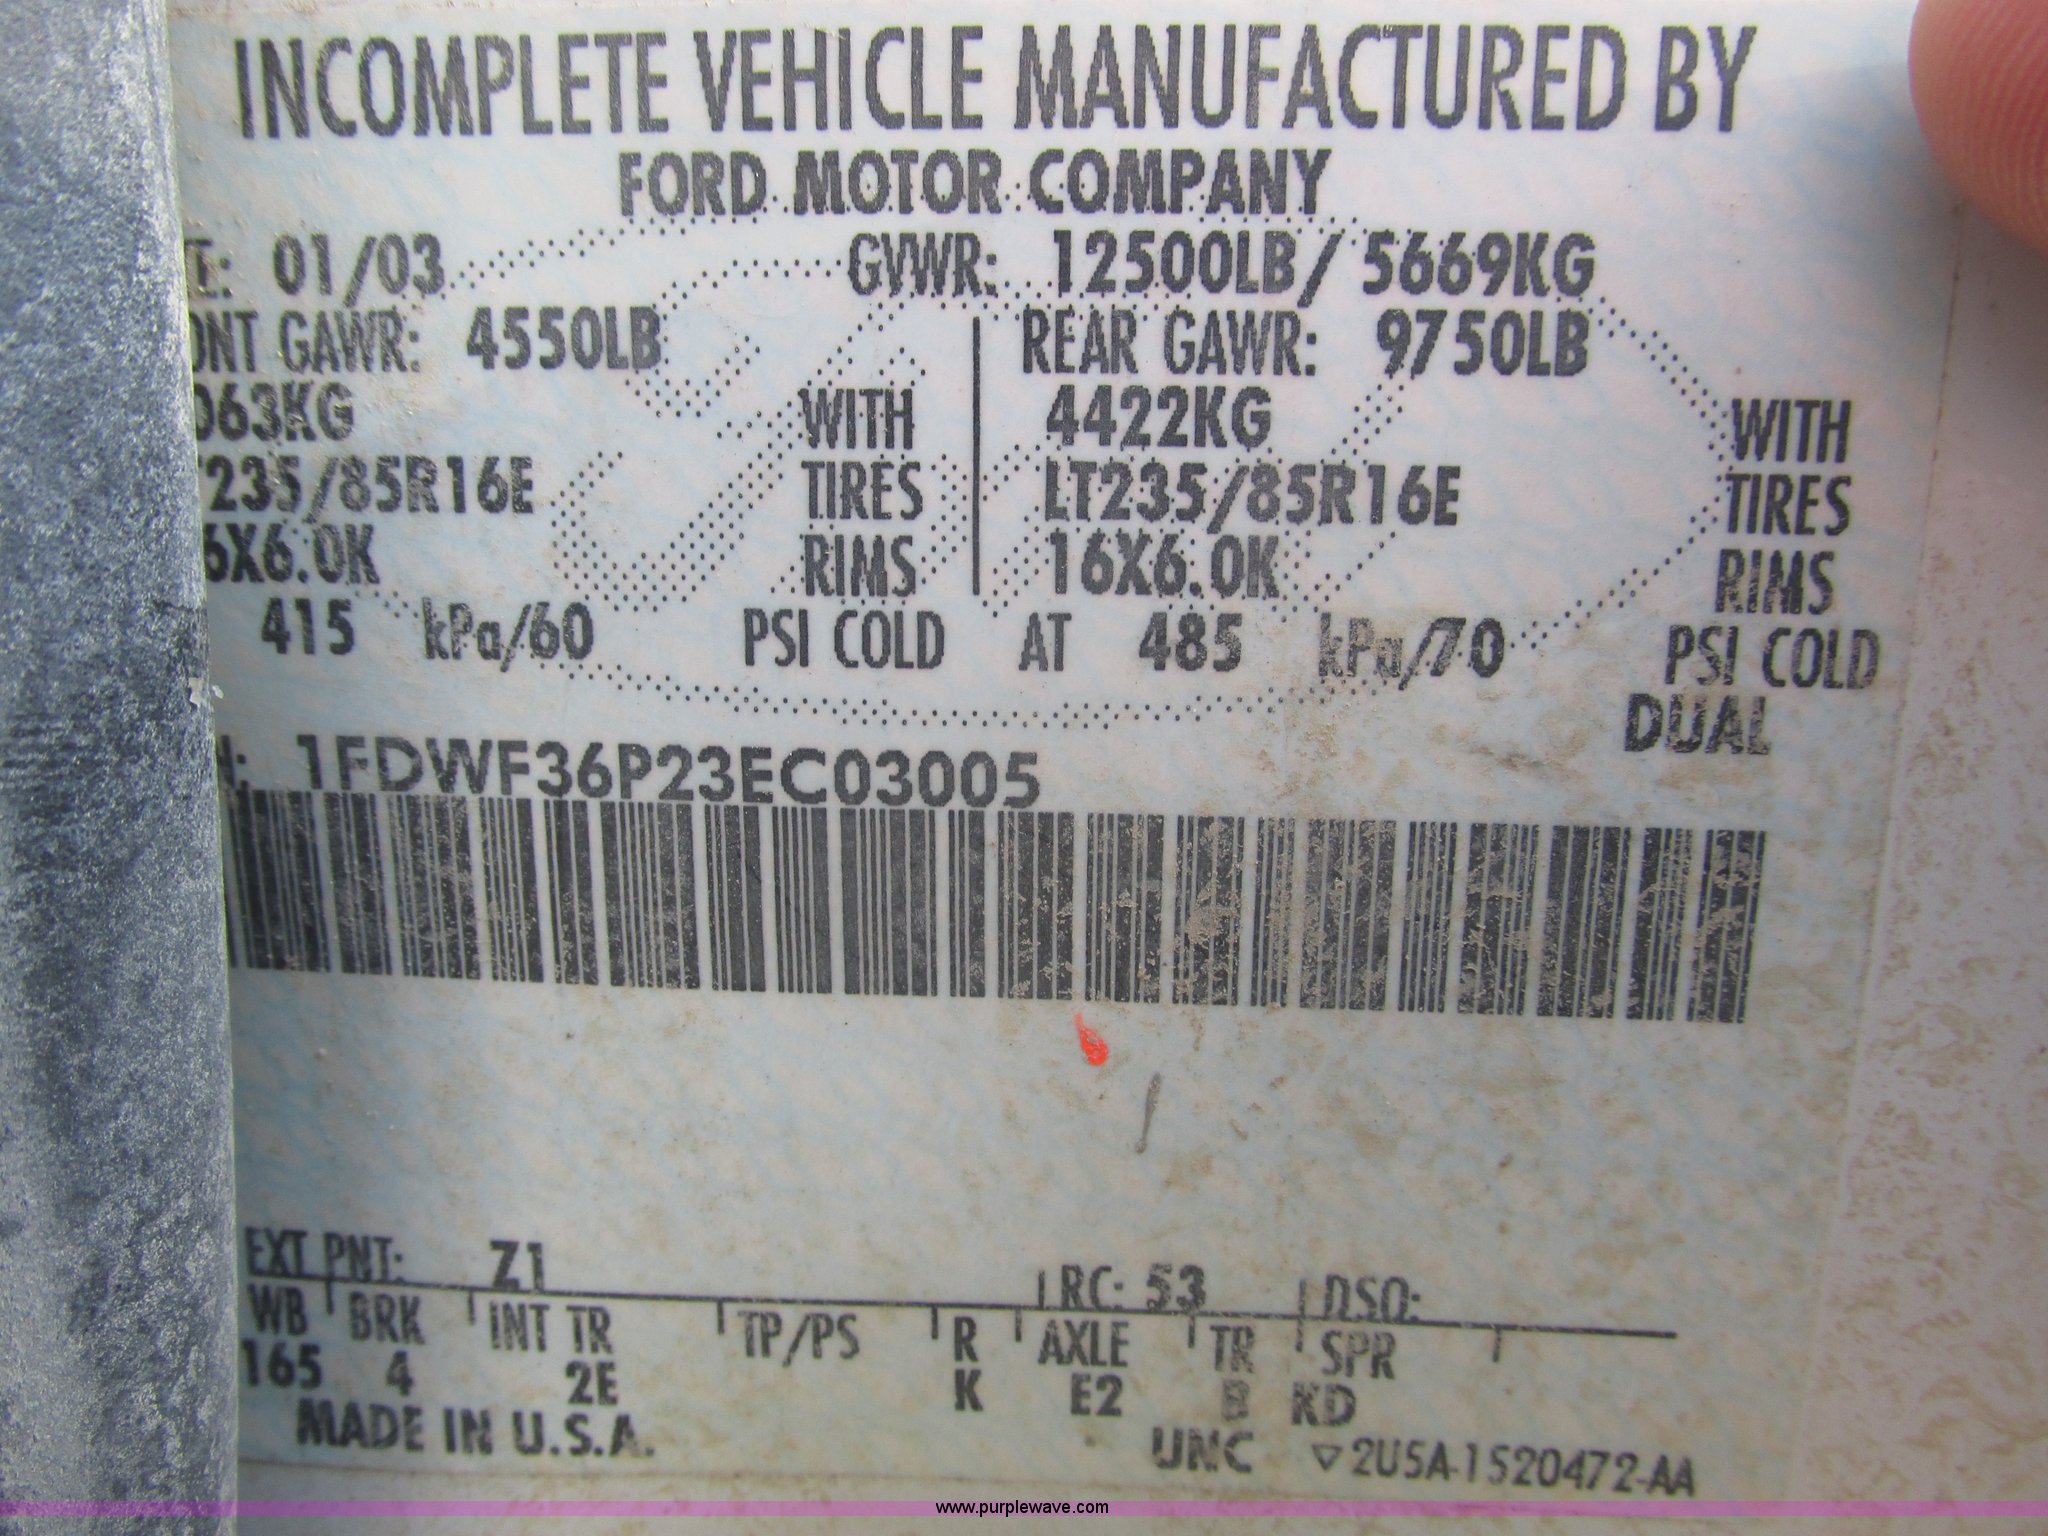 INCOMPLETE VEHICLE MANUFACTURED BY
FORD MOTOR COMPANY
TE: 01/03 GVWR: 12500LB/ 5669KG
ONT GAWR: 4550LB REAR GAWR: 9750LB
063KG WITH 4422KG WITH
T235/85R16E TIRES LT235/85R16E TIRES
6X6.0K RIMS 16X6.0K RIMS
415 kPa/60 PSI COLD AT 485 kPa/70 PSI COLD
DUAL
N: 1FDWF36P23EC03005
EXT PNT: Z1 RC: 53 DSO:
WB BRK INT TR TP/PS R AXLE TR SPR
165 4 2E K E2 B KD
MADE IN U.S.A. UNC ▽2U5A-1520472-AA
www.purplewave.com